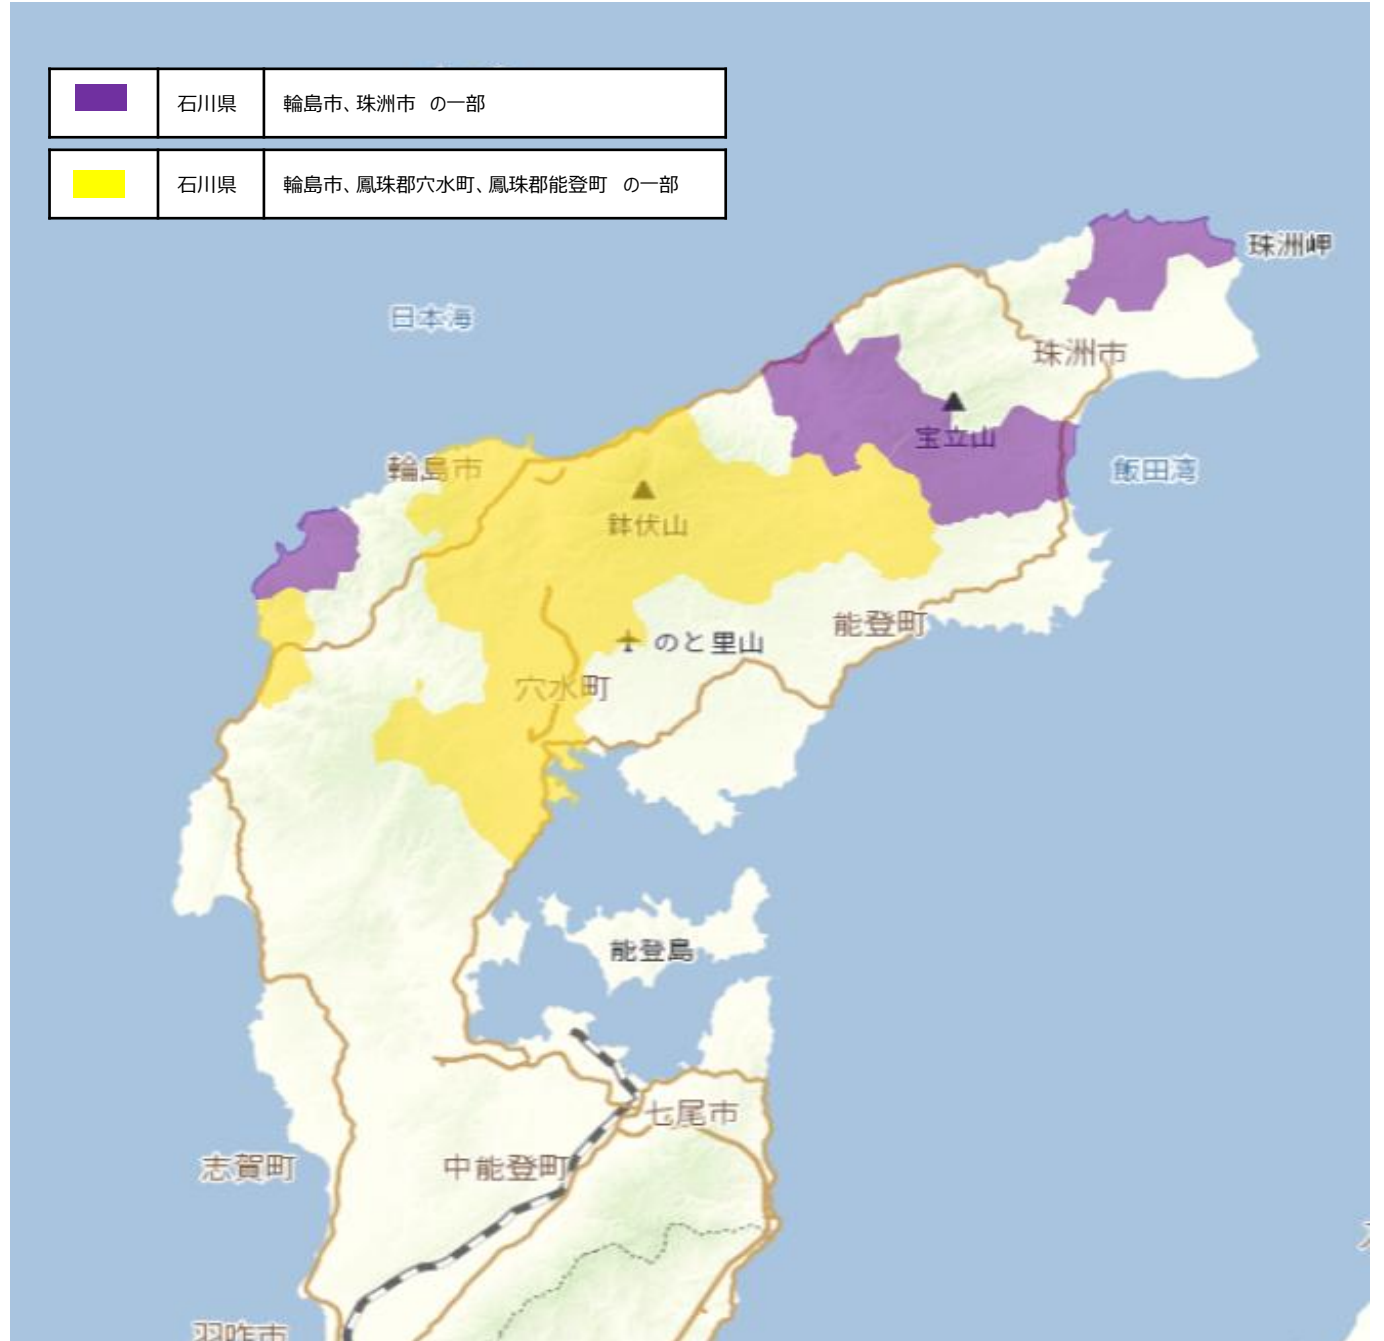 石川県 輪島市、珠洲市 の一部
石川県 輪島市、鳳珠郡穴水町、鳳珠郡能登町 の一部
珠洲岬
日本海
珠洲市
宝立山
輪島市
飯田湾
鉢伏山
能登町
のと里山
穴水町
能登島
七尾市
志賀町
中能登町
羽咋市